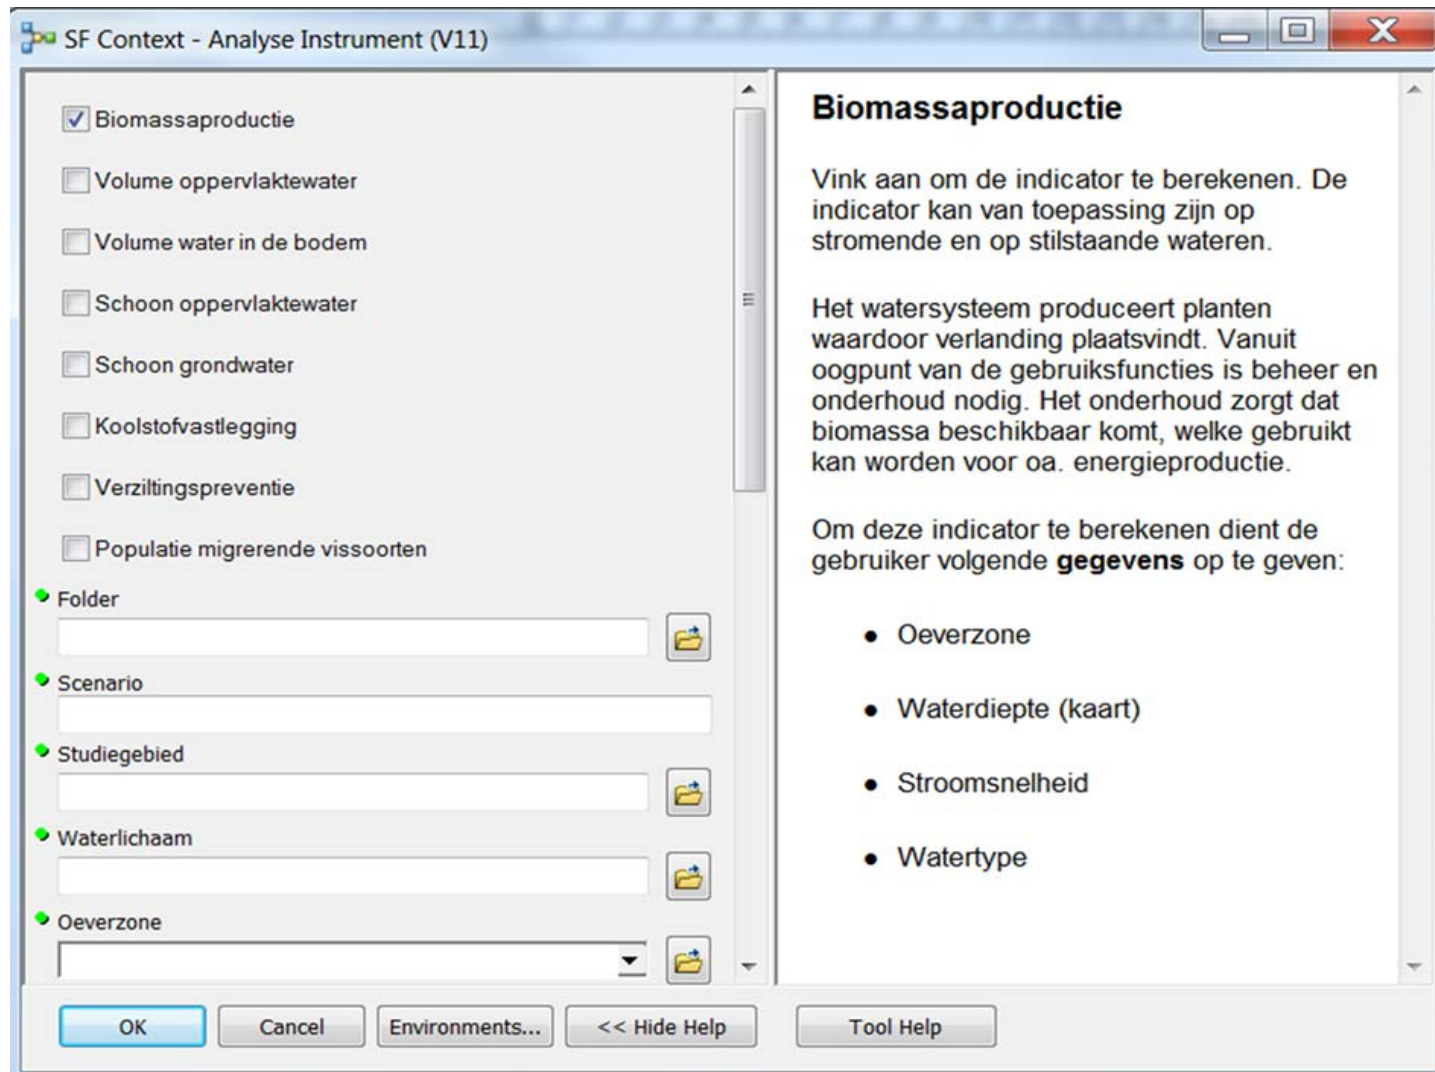 SF Context - Analyse Instrument (V11)
Biomassaproductie
Volume oppervlaktewater
Volume water in de bodem
Schoon oppervlaktewater
Schoon grondwater
Koolstofvastlegging
Verziltingspreventie
Populatie migrerende vissoorten
Folder
Scenario
Studiegebied
Waterlichaam
Oeverzone
Biomassaproductie
Vink aan om de indicator te berekenen. De
indicator kan van toepassing zijn op
stromende en op stilstaande wateren.
Het watersysteem produceert planten
waardoor verlanding plaatsvindt. Vanuit
oogpunt van de gebruiksfuncties is beheer en
onderhoud nodig. Het onderhoud zorgt dat
biomassa beschikbaar komt, welke gebruikt
kan worden voor oa. energieproductie.
Om deze indicator te berekenen dient de
gebruiker volgende gegevens op te geven:
● Oeverzone
● Waterdiepte (kaart)
● Stroomsnelheid
● Watertype
OK Cancel Environments... << Hide Help Tool Help